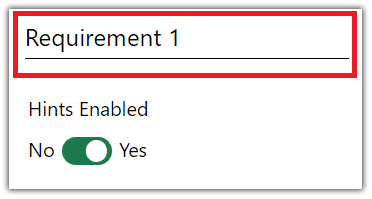 Requirement 1
Hints Enabled
No Yes